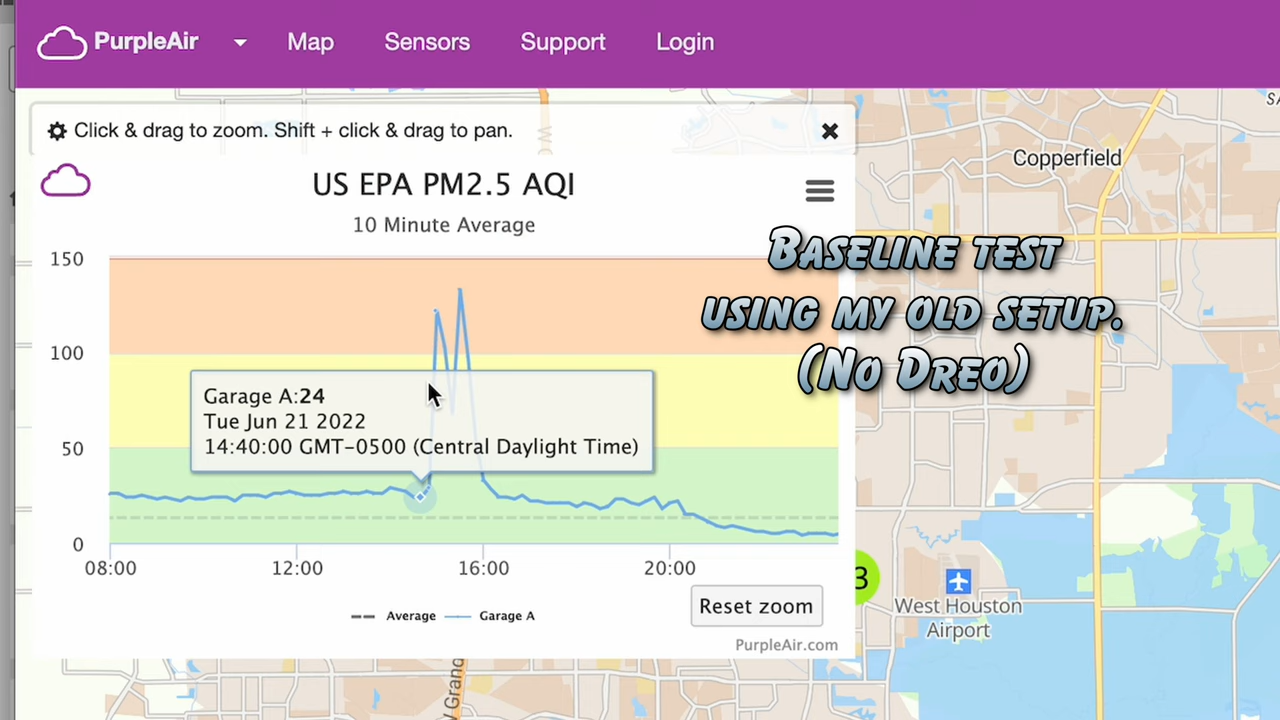 PurpleAir
Map
Sensors
Support
Login
Click & drag to zoom. Shift + click & drag to pan.
Copperfield
US EPA PM2.5 AQI
10 Minute Average
Baseline test
using my old setup.
(No Dreo)
150
100
50
0
Garage A:24
Tue Jun 21 2022
14:40:00 GMT-0500 (Central Daylight Time)
08:00
12:00
16:00
20:00
3
West Houston
Airport
Reset zoom
Average
Garage A
PurpleAir.com